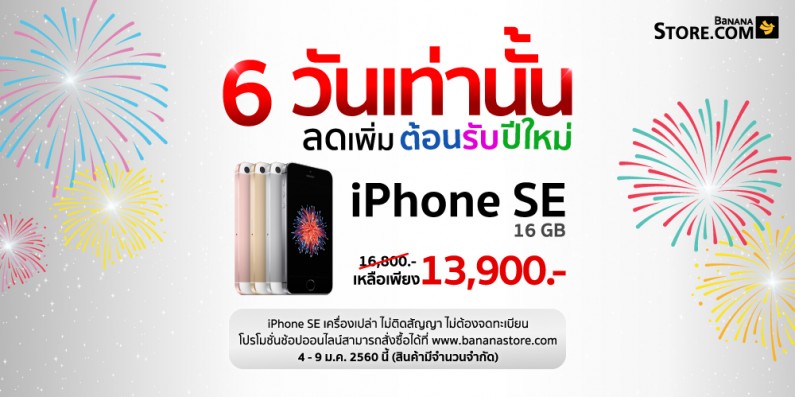 BANANA
STORE.COM
6 วันเท่านั้น
ลดเพิ่ม ต้อนรับปีใหม่
iPhone SE
16 GB
16,800.-
เหลือเพียง 13,900.-
iPhone SE เครื่องเปล่า ไม่ติดสัญญา ไม่ต้องจดทะเบียน
โปรโมชั่นช้อปออนไลน์สามารถสั่งซื้อได้ที่ www.bananastore.com
4 - 9 ม.ค. 2560 นี้ (สินค้ามีจำนวนจำกัด)